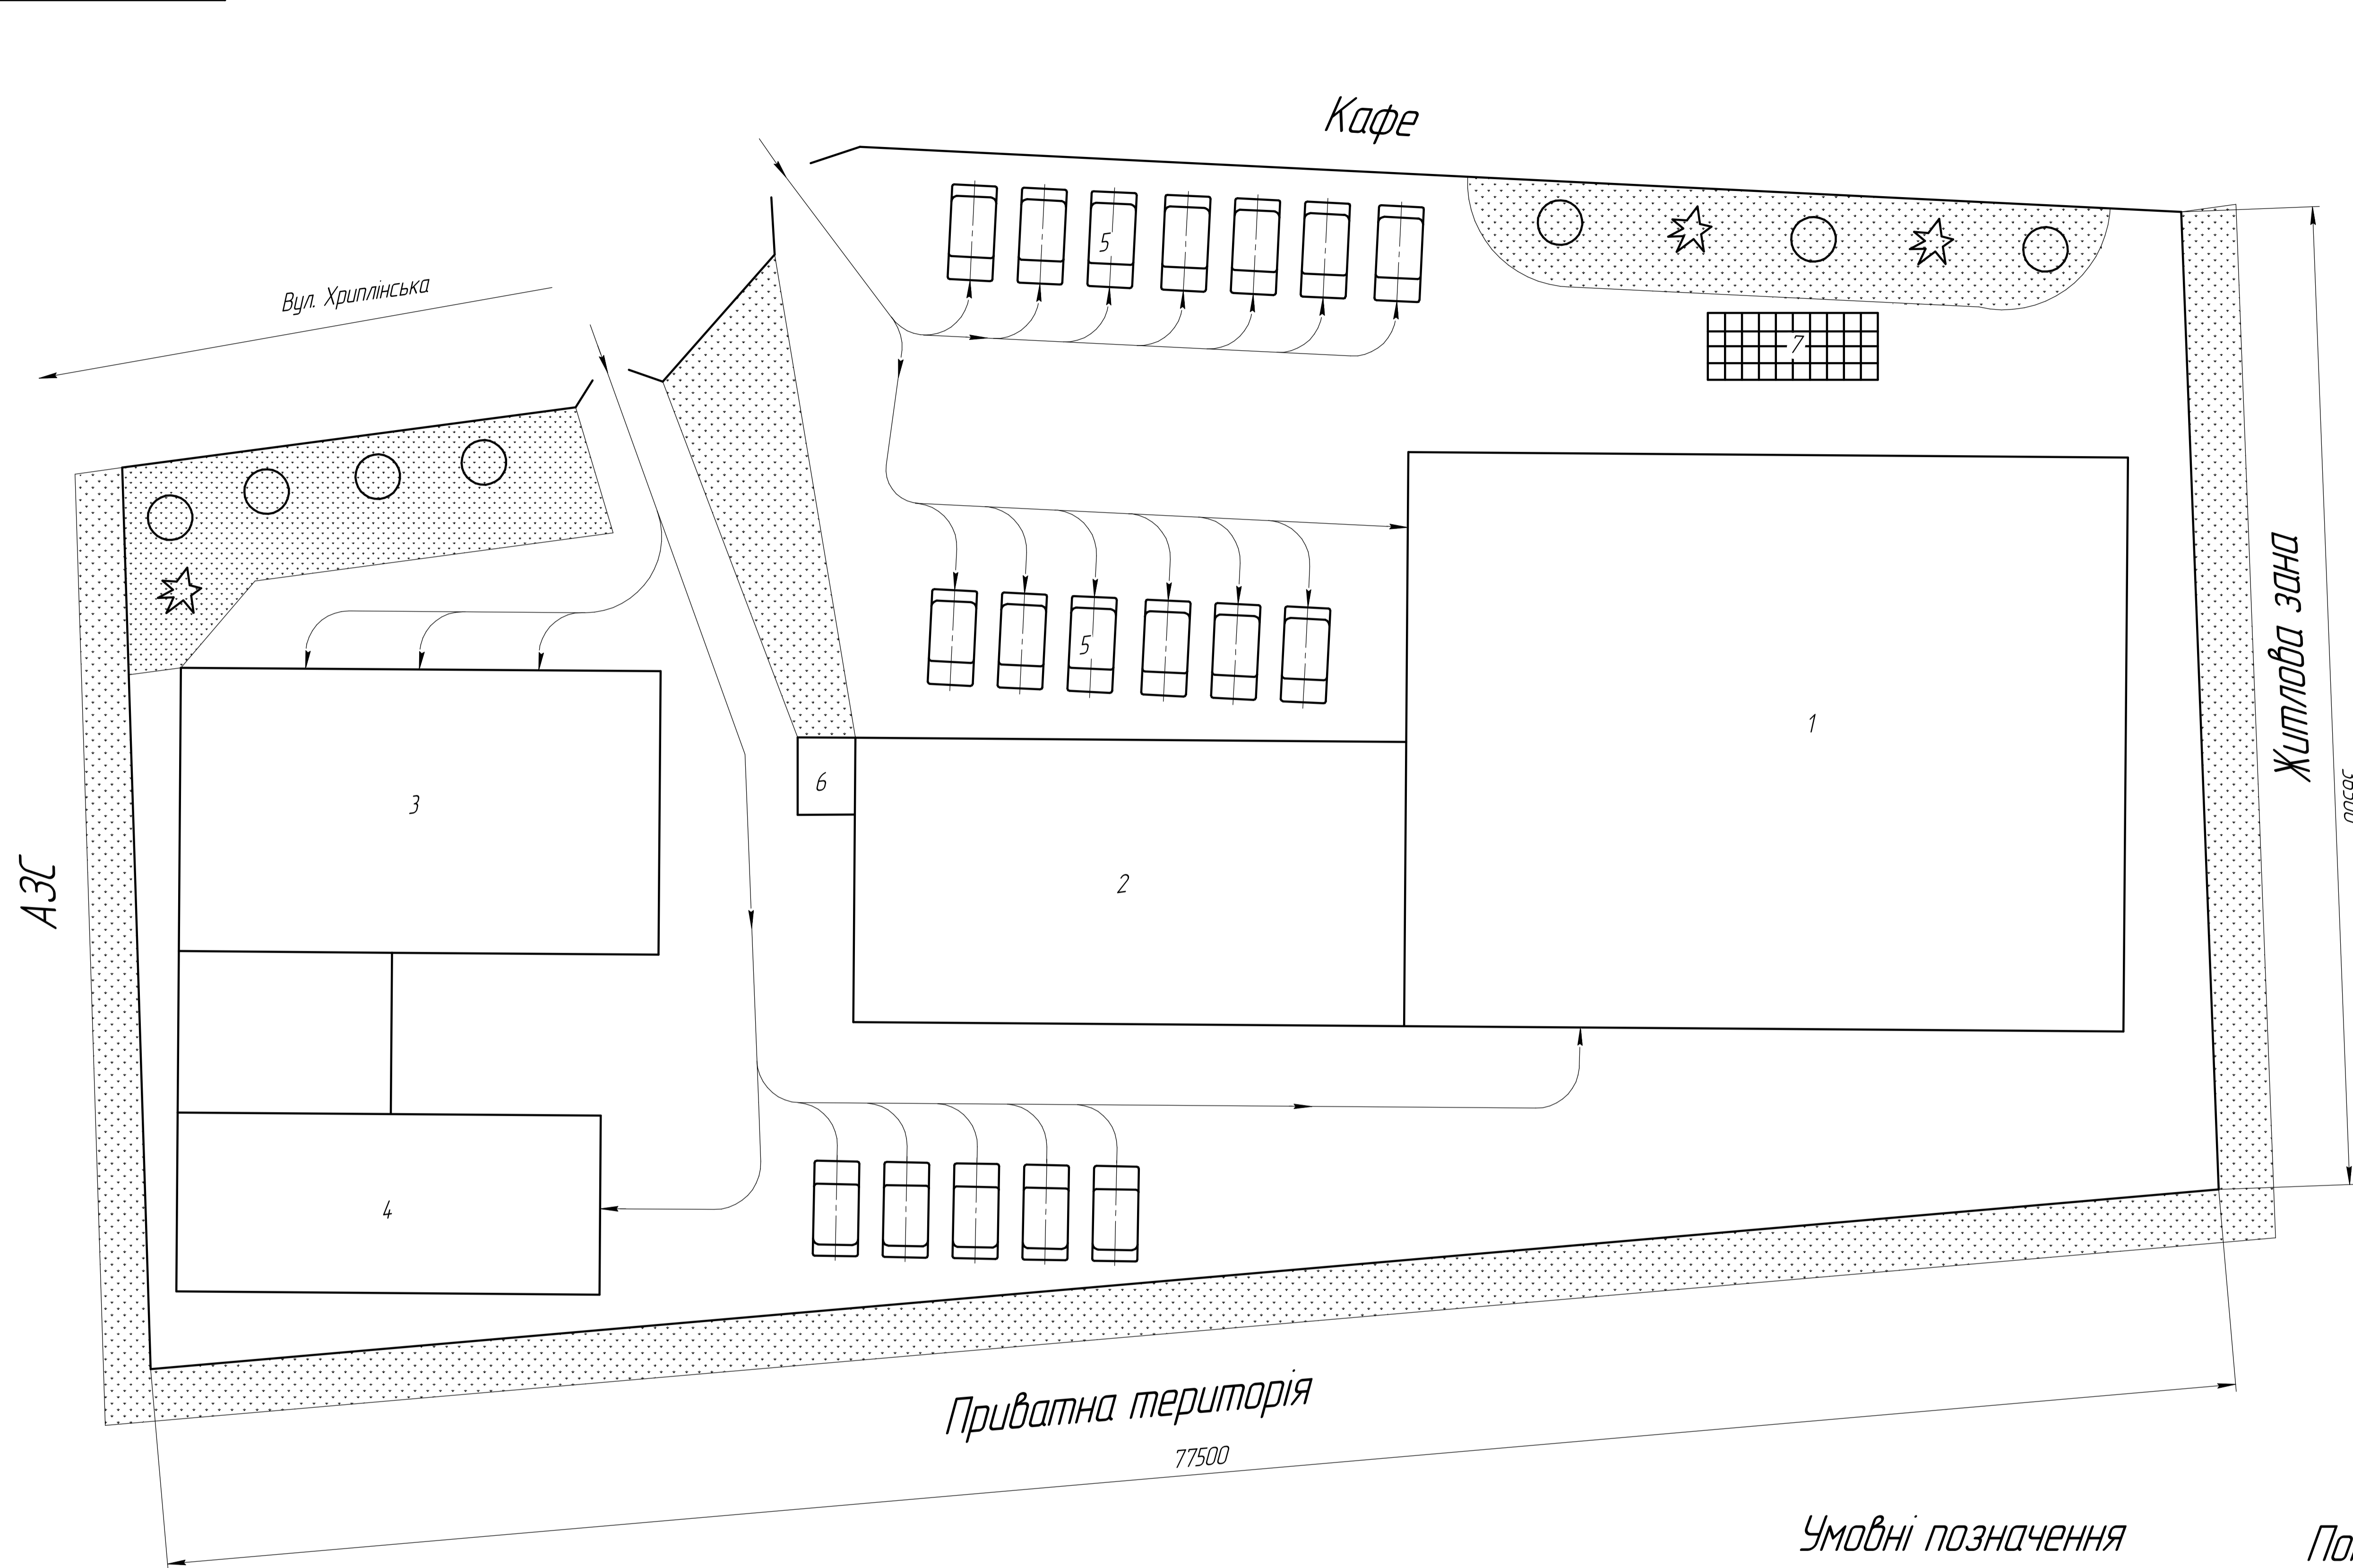 Кафе
Вул. Хриплінська
5
7
5
Житлова зана
1
6
3
2
АЗС
4
Приватна територія
77500
Умовні позначення